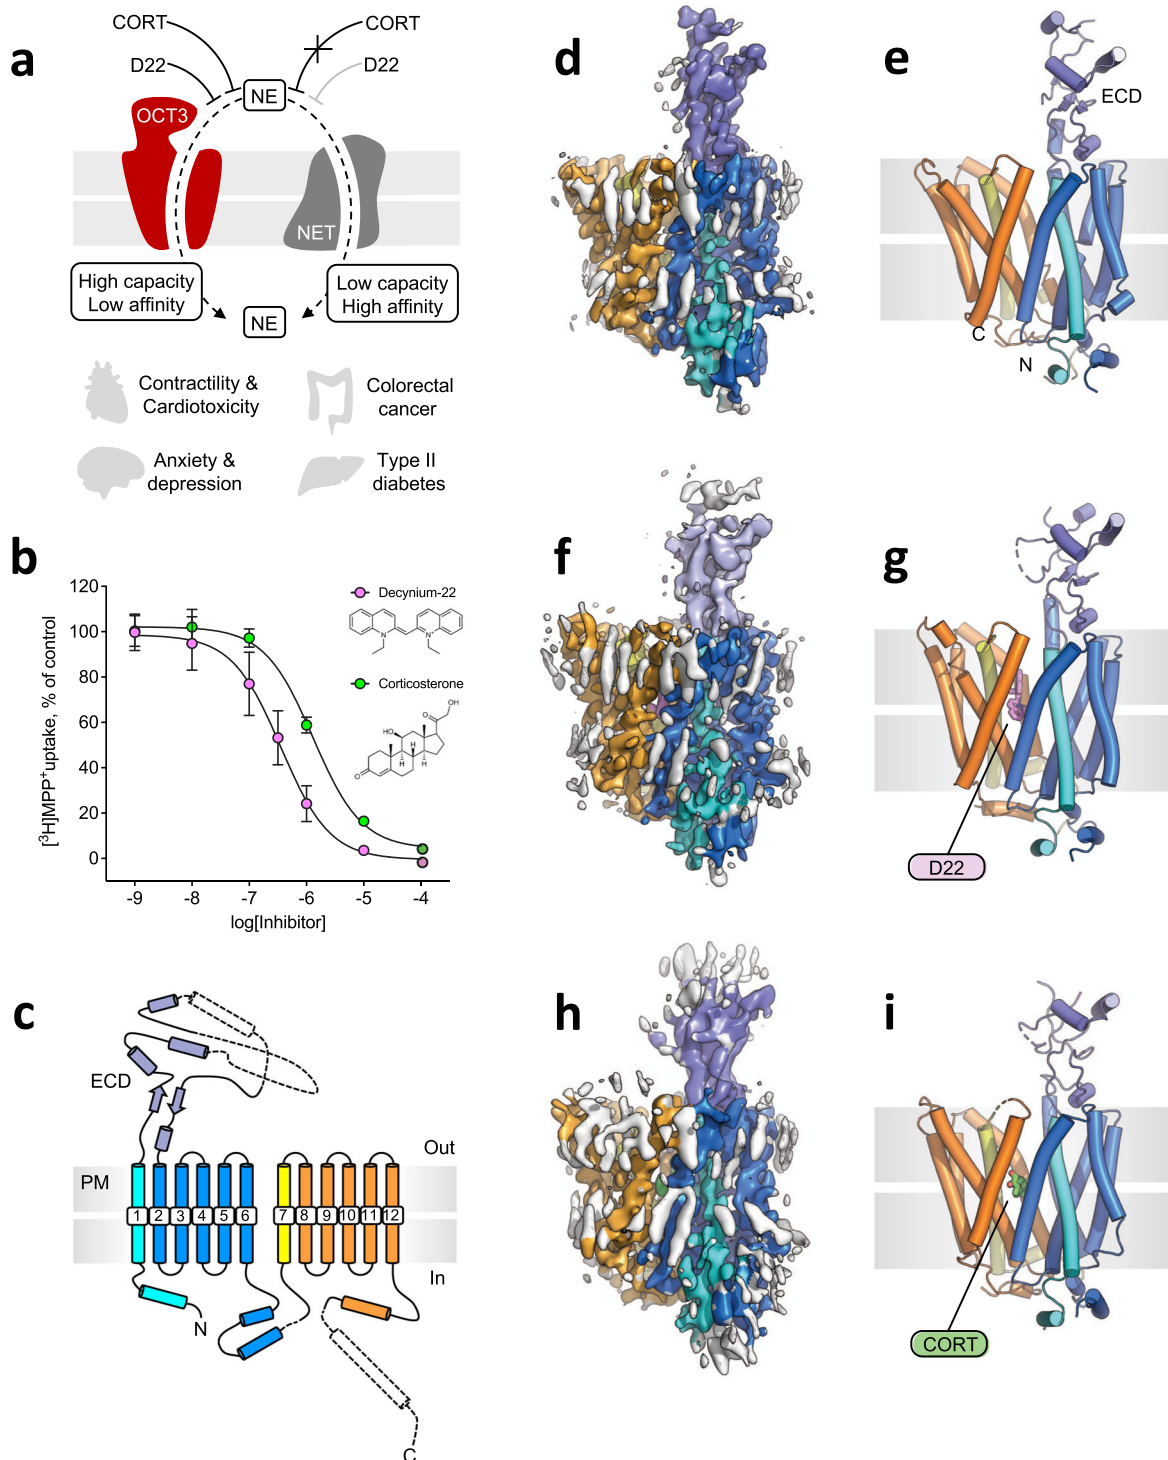 a
CORT
CORT
D22
D22
NE
OCT3
NET
High capacity
Low affinity
Low capacity
High affinity
NE
Contractility &
Cardiotoxicity
Colorectal
cancer
Anxiety &
depression
Type II
diabetes
b
120
100
80
60
40
20
0
[³H]MPP⁺uptake, % of control
-9
-8
-7
-6
-5
-4
log[Inhibitor]
Decynium-22
N
N⁺
Corticosterone
OH
O
HO
H
H
H
O
c
ECD
Out
PM
1
2
3
4
5
6
7
8
9
10
11
12
In
N
C
d
e
ECD
C
N
f
g
D22
h
i
CORT